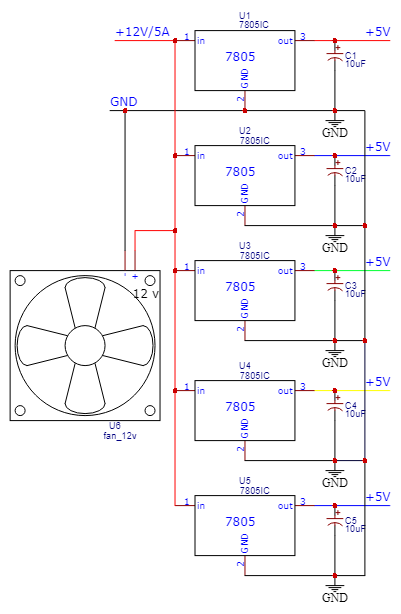 +12V/5A
U1
7805IC
1
in
7805
out
3
GND
2
+5V
+
C1
10uF
GND
GND
U2
7805IC
1
in
7805
out
3
GND
2
+5V
+
C2
10uF
GND
U3
7805IC
1
in
7805
out
3
GND
2
+5V
+
C3
10uF
GND
- +
12 v
U6
fan_12v
U4
7805IC
1
in
7805
out
3
GND
2
+5V
+
C4
10uF
GND
U5
7805IC
1
in
7805
out
3
GND
2
+5V
+
C5
10uF
GND